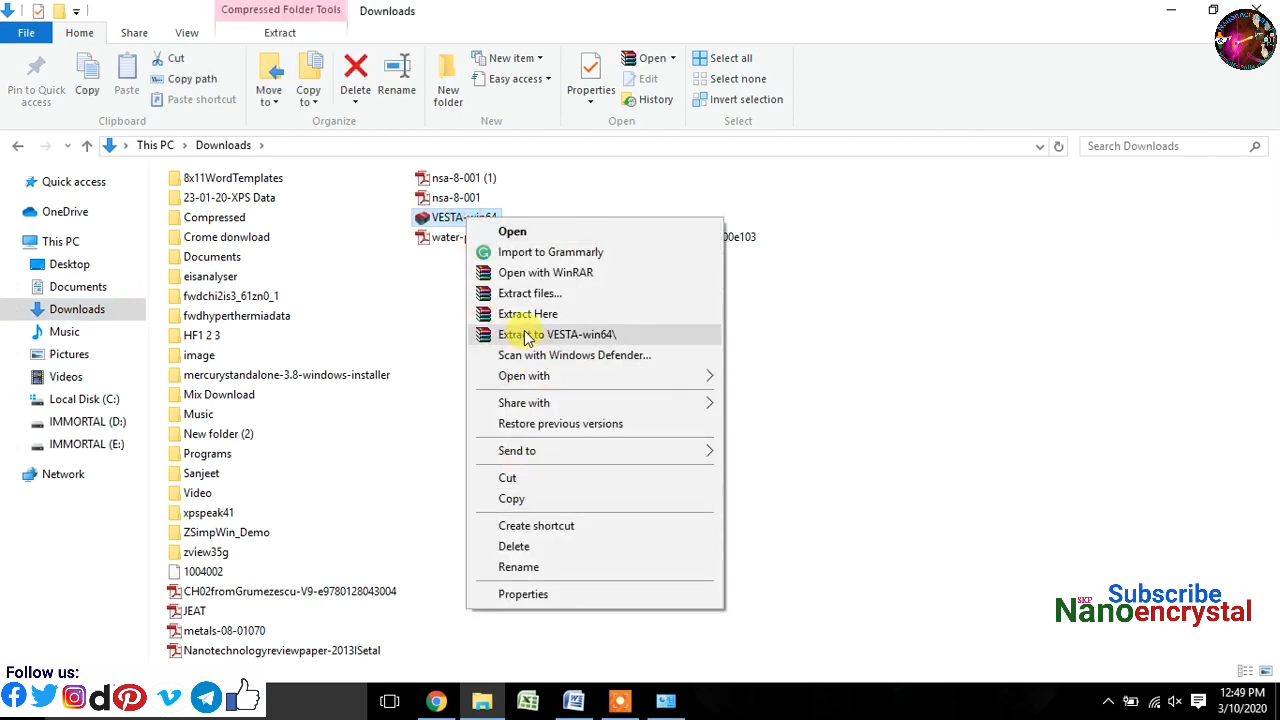 Compressed Folder Tools
Downloads
File
Home
Share
View
Extract
Pin to Quick access
Copy
Paste
Cut
Copy path
Paste shortcut
Clipboard
Move to
Copy to
Delete
Rename
Organize
New folder
New item
Easy access
New
Properties
Open
Edit
History
Open
Select all
Select none
Invert selection
Select
This PC
Downloads
Search Downloads
Quick access
OneDrive
This PC
Desktop
Documents
Downloads
Music
Pictures
Videos
Local Disk (C:)
IMMORTAL (D:)
IMMORTAL (E:)
Network
8x11WordTemplates
23-01-20-XPS Data
Compressed
Crome donwload
Documents
eisanalyser
fwdchi2is3_61zn0_1
fwdhyperthermiadata
HF1 2 3
image
mercurystandalone-3.8-windows-installer
Mix Download
Music
New folder (2)
Programs
Sanjeet
Video
xpspeak41
ZSimpWin_Demo
zview35g
1004002
CH02fromGrumezescu-V9-e9780128043004
JEAT
metals-08-01070
Nanotechnologyreviewpaper-2013ISetal
nsa-8-001 (1)
nsa-8-001
VESTA-win64
00e103
Open
Import to Grammarly
Open with WinRAR
Extract files...
Extract Here
Extract to VESTA-win64\
Scan with Windows Defender...
Open with
Share with
Restore previous versions
Send to
Cut
Copy
Create shortcut
Delete
Rename
Properties
Subscribe
SKP
Nanoencrystal
Follow us:
12:49 PM
3/10/2020